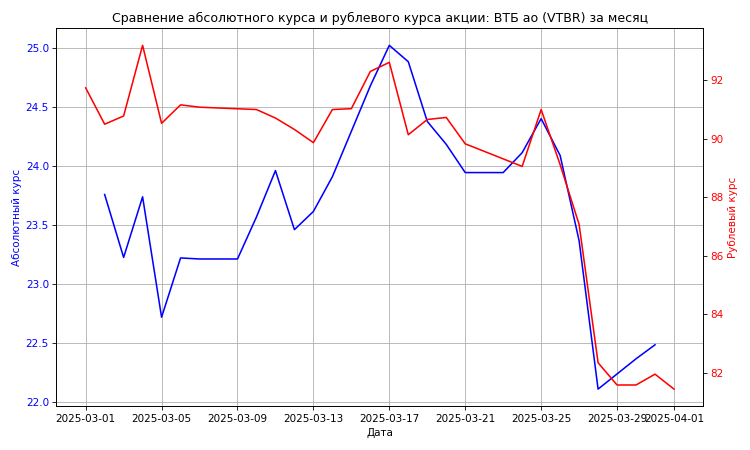 Сравнение абсолютного курса и рублевого курса акции: ВТБ ао (VTBR) за месяц
25.0
24.5
24.0
23.5
23.0
22.5
22.0
Абсолютный курс
92
90
88
86
84
82
Рублевый курс
2025-03-01 2025-03-05 2025-03-09 2025-03-13 2025-03-17 2025-03-21 2025-03-25 2025-03-29 2025-04-01
Дата